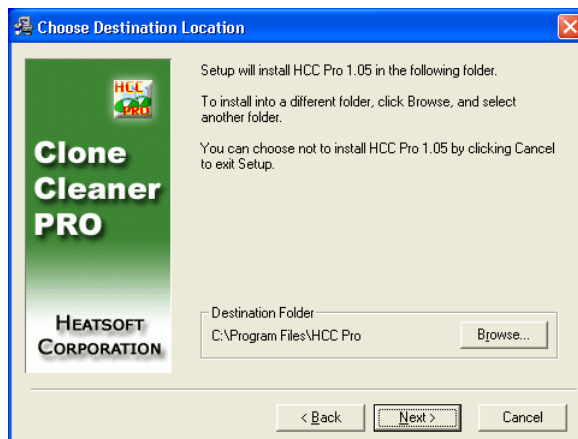 Choose Destination Location
HCC
PRO
Clone
Cleaner
PRO
HEATSOFT
CORPORATION
Setup will install HCC Pro 1.05 in the following folder.
To install into a different folder, click Browse, and select
another folder.
You can choose not to install HCC Pro 1.05 by clicking Cancel
to exit Setup.
Destination Folder
C:\Program Files\HCC Pro
Browse...
< Back
Next >
Cancel